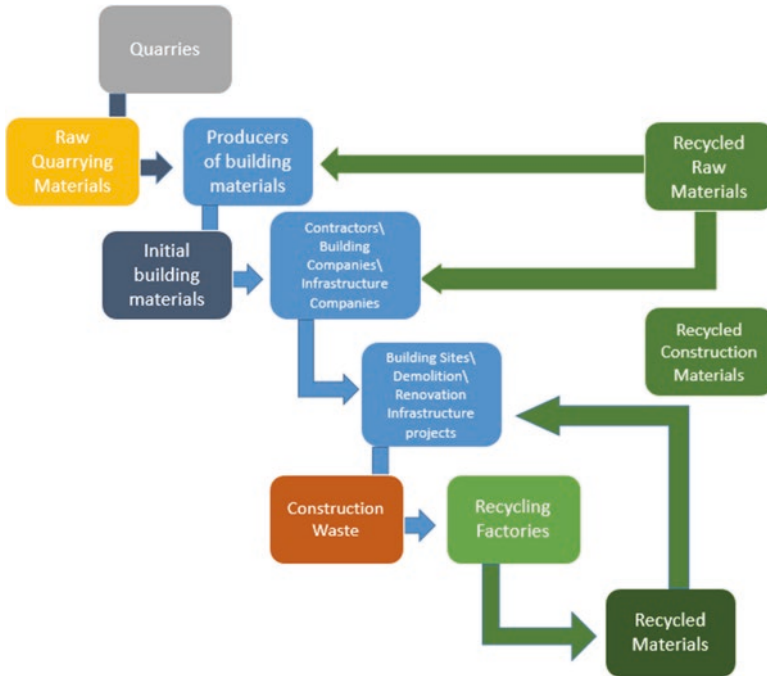 Quarries
Raw
Quarrying
Materials
Producers
of building
materials
Recycled
Raw
Materials
Initial
building
materials
Contractors\
Building
Companies\
Infrastructure
Companies
Recycled
Construction
Materials
Building Sites\
Demolition\
Renovation
Infrastructure
projects
Construction
Waste
Recycling
Factories
Recycled
Materials